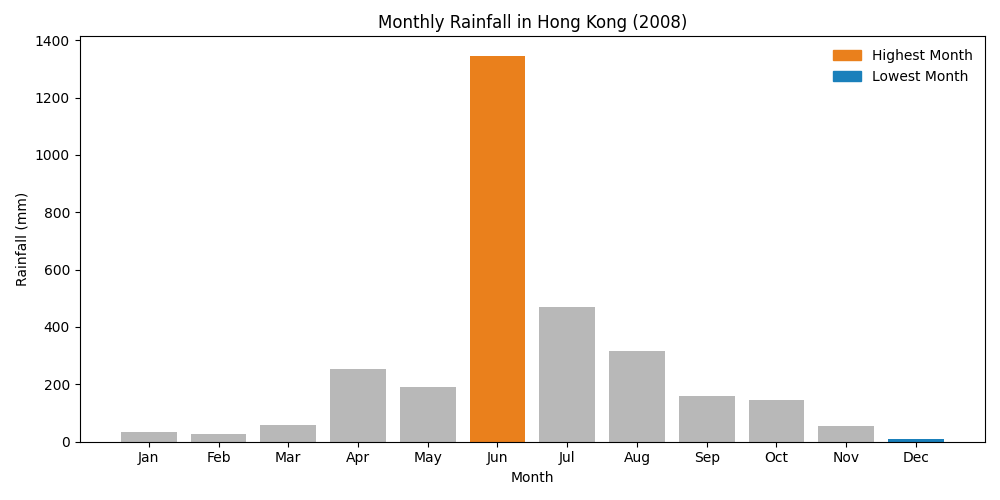 Monthly Rainfall in Hong Kong (2008)
Highest Month
Lowest Month
Rainfall (mm)
1400
1200
1000
800
600
400
200
0
Jan Feb Mar Apr May Jun Jul Aug Sep Oct Nov Dec
Month